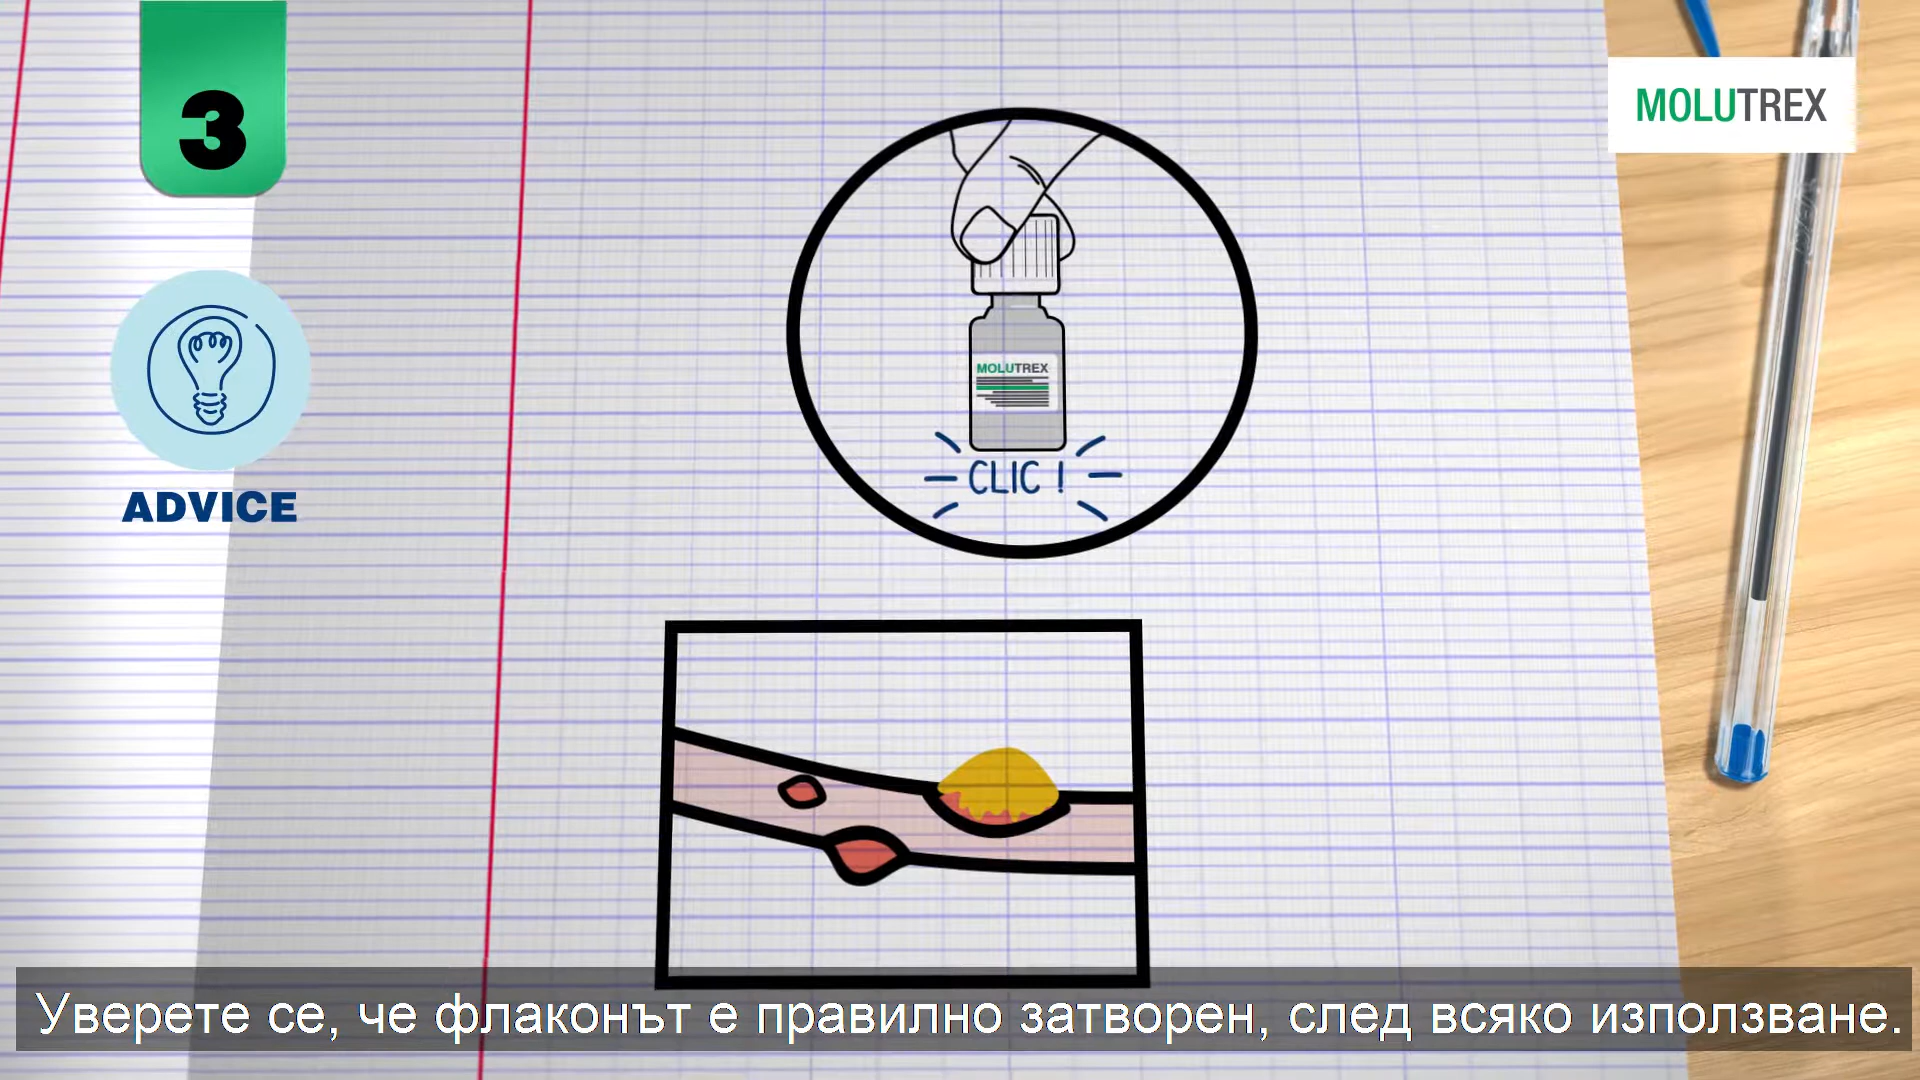 3
MOLUTREX
MOLUTREX
CLIC !
ADVICE
Уверете се, че флаконът е правилно затворен, след всяко използване.